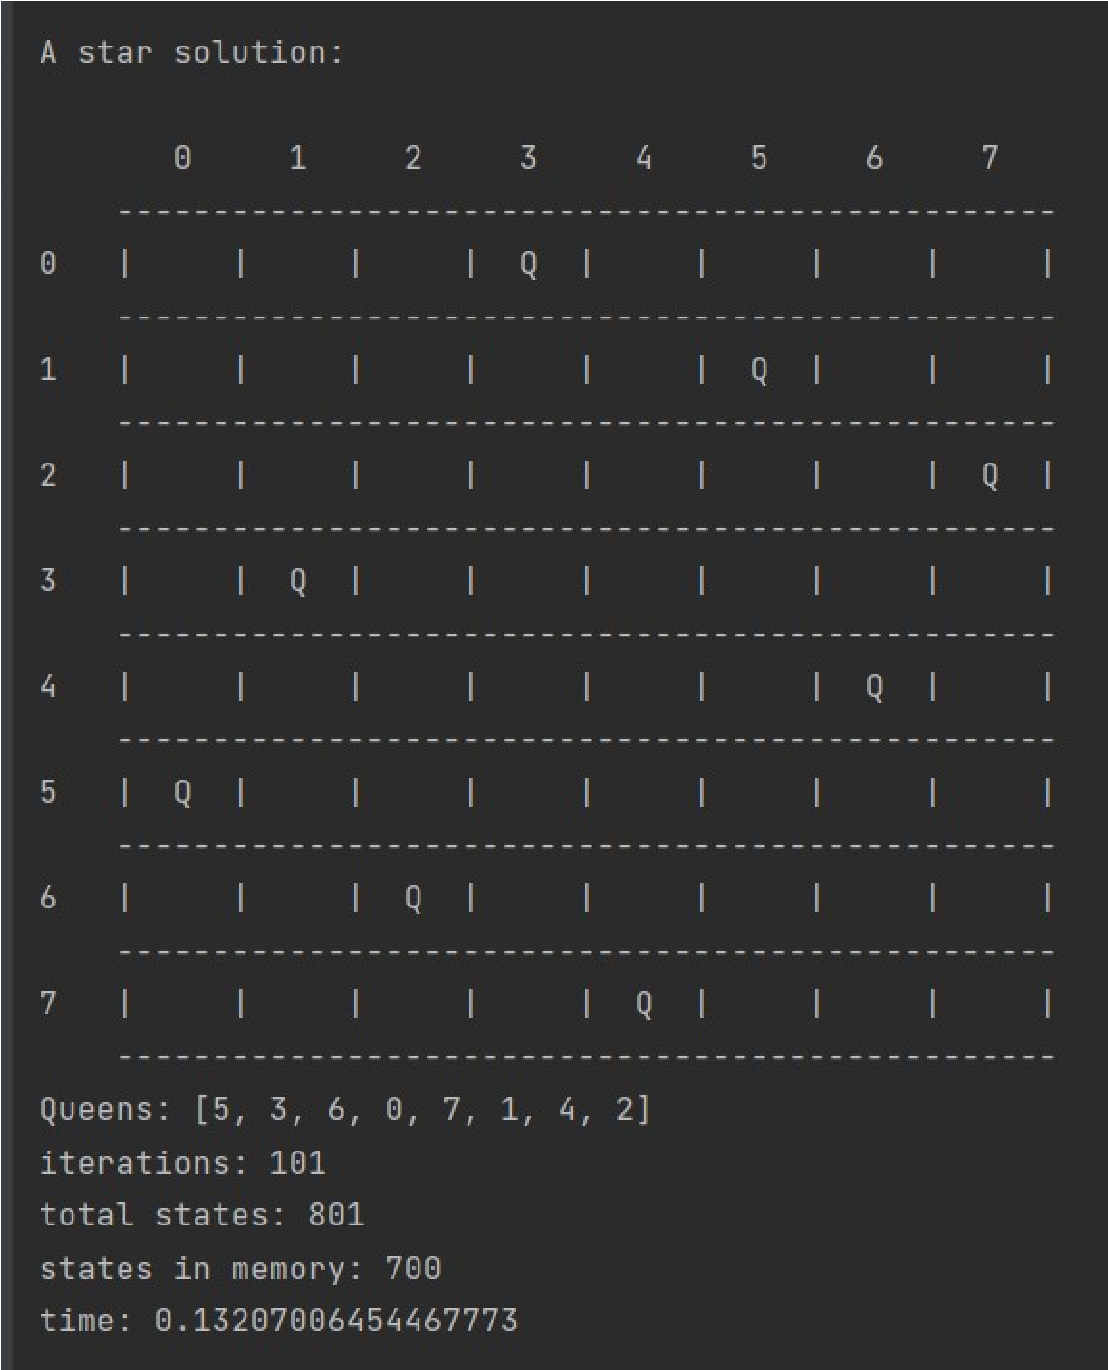 A star solution:
0 1 2 3 4 5 6 7
-------------------------------------------------
0 | | | | Q | | | | |
-------------------------------------------------
1 | | | | | | Q | | |
-------------------------------------------------
2 | | | | | | | | Q |
-------------------------------------------------
3 | | Q | | | | | | |
-------------------------------------------------
4 | | | | | | | Q | |
-------------------------------------------------
5 | Q | | | | | | | |
-------------------------------------------------
6 | | | Q | | | | | |
-------------------------------------------------
7 | | | | | Q | | | |
-------------------------------------------------
Queens: [5, 3, 6, 0, 7, 1, 4, 2]
iterations: 101
total states: 801
states in memory: 700
time: 0.13207006454467773